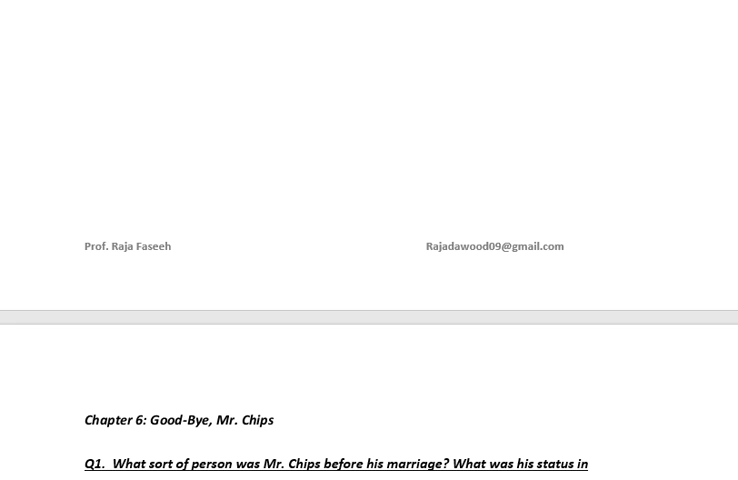 Prof. Raja Faseeh Rajadawood09@gmail.com
Chapter 6: Good-Bye, Mr. Chips
Q1. What sort of person was Mr. Chips before his marriage? What was his status in